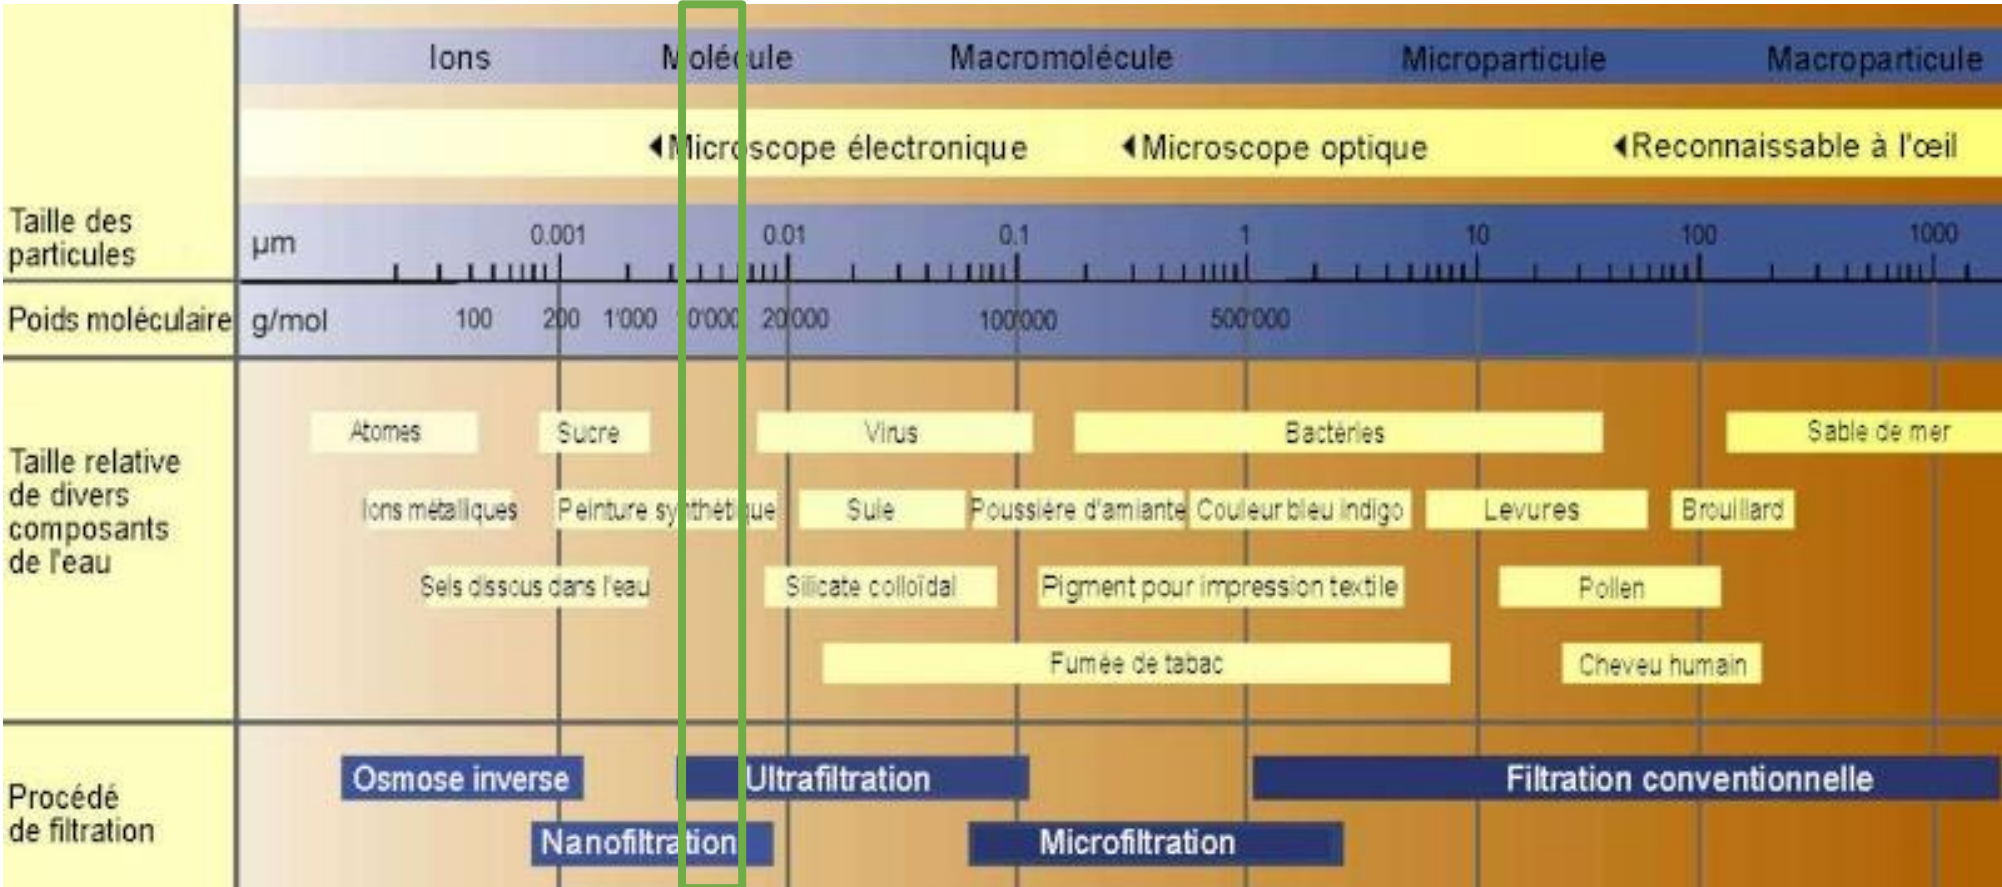 Ions Molécule Macromolécule Microparticule Macroparticule
Microscope électronique Microscope optique Reconnaissable à l'œil
Taille des
particules
µm 0.001 0.01 0.1 1 10 100 1000
Poids moléculaire g/mol 100 200 1'000 0'000 20'000 100'000 500'000
Taille relative
de divers
composants
de l'eau
Atomes Sucre Virus Bactéries Sable de mer
Ions métalliques Peinture synthétique Suie Poussière d'amiante Couleur bleu indigo Levures Brouillard
Sels dissous dans l'eau Silicate colloïdal Pigment pour impression textile Pollen
Fumée de tabac Cheveu humain
Procédé
de filtration
Osmose inverse Ultrafiltration Filtration conventionnelle
Nanofiltration Microfiltration